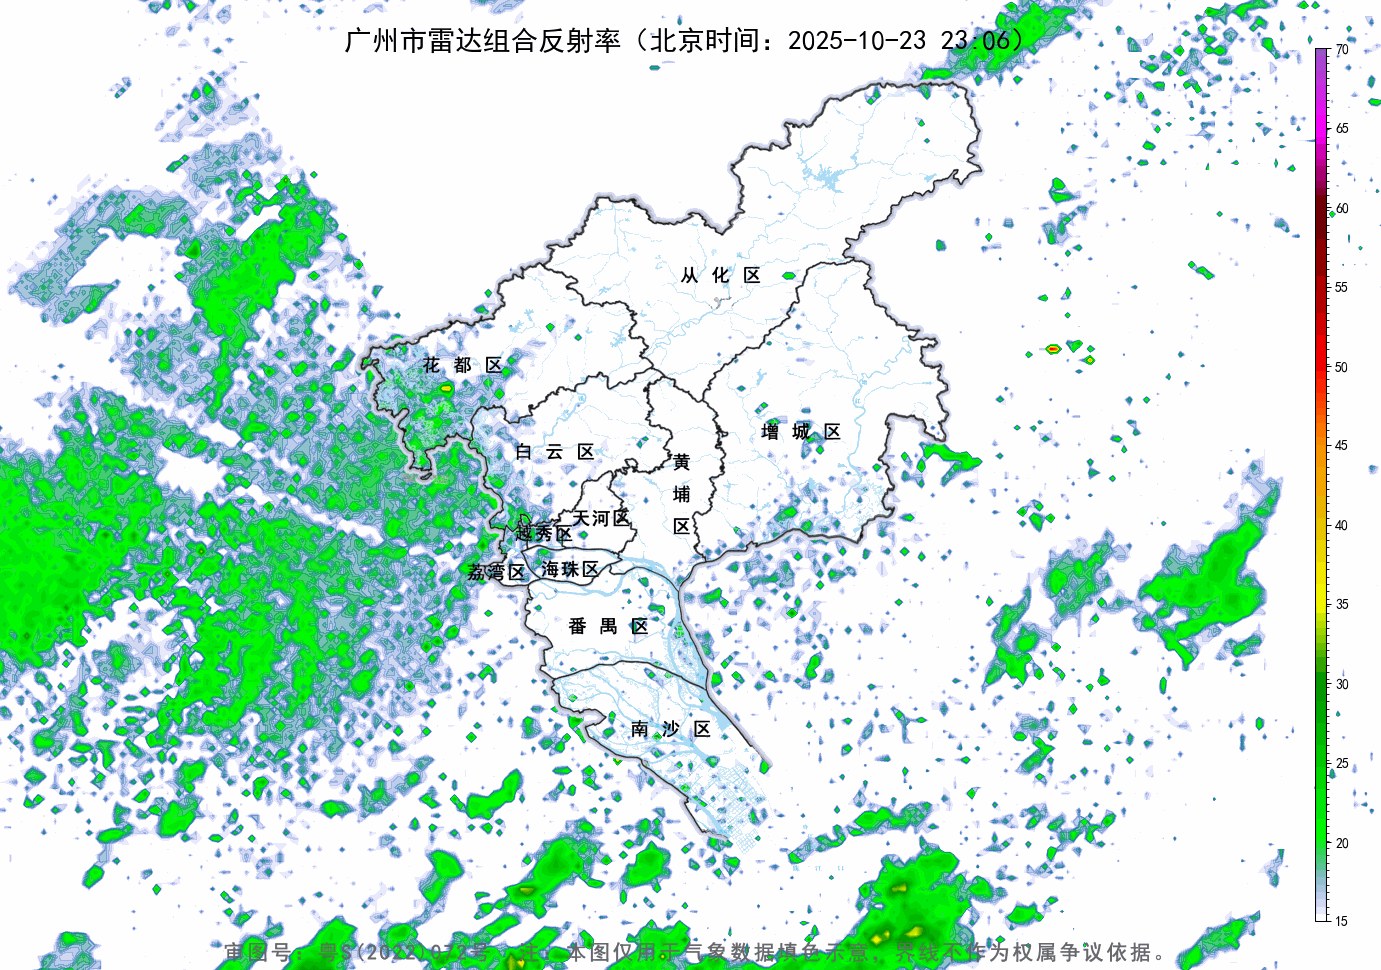 广州市雷达组合反射率（北京时间：2025-10-23 23:06）
70
65
60
55
50
45
40
35
30
25
20
15
从化区
花都区
增城区
白云区
黄埔区
天河区
越秀区
海珠区
荔湾区
番禺区
南沙区
审图号：粤S(2022)072号 注：本图仅用于气象数据填色示意，界线不作为权属争议依据。